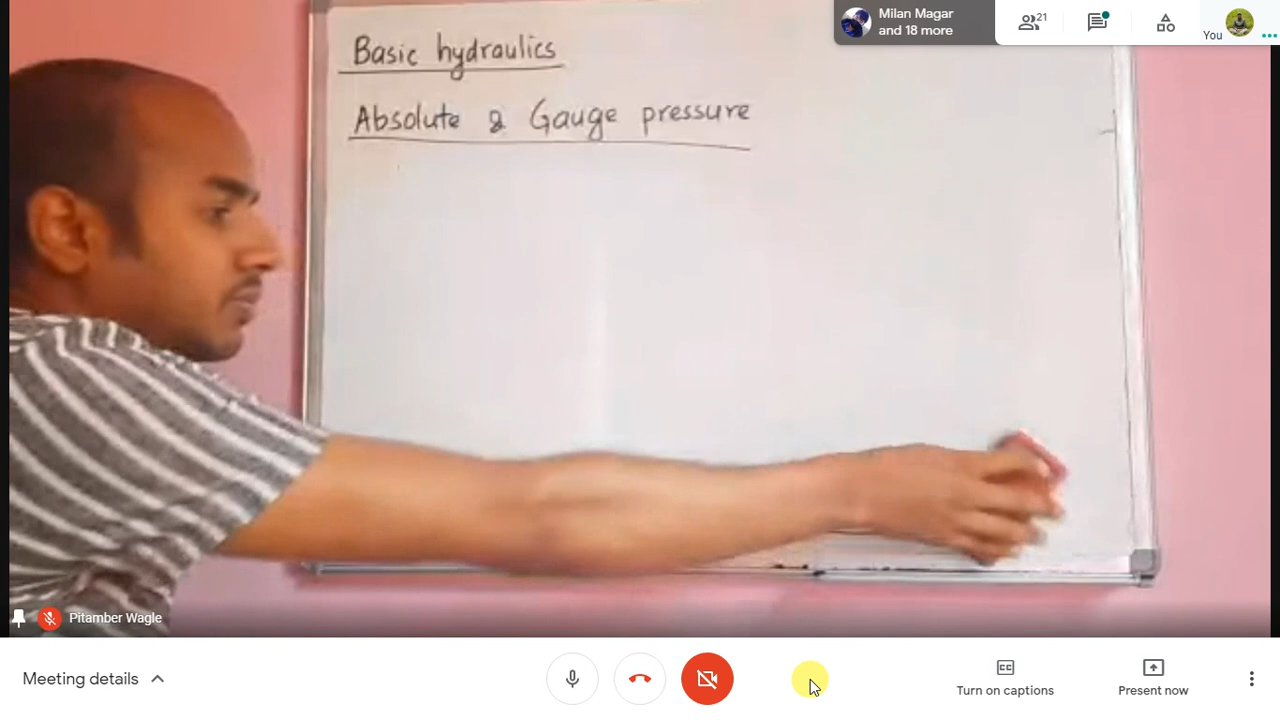 Milan Magar
and 18 more
21
You
Basic hydraulics
Absolute & Gauge pressure
Pitamber Wagle
Meeting details
CC
Turn on captions
Present now